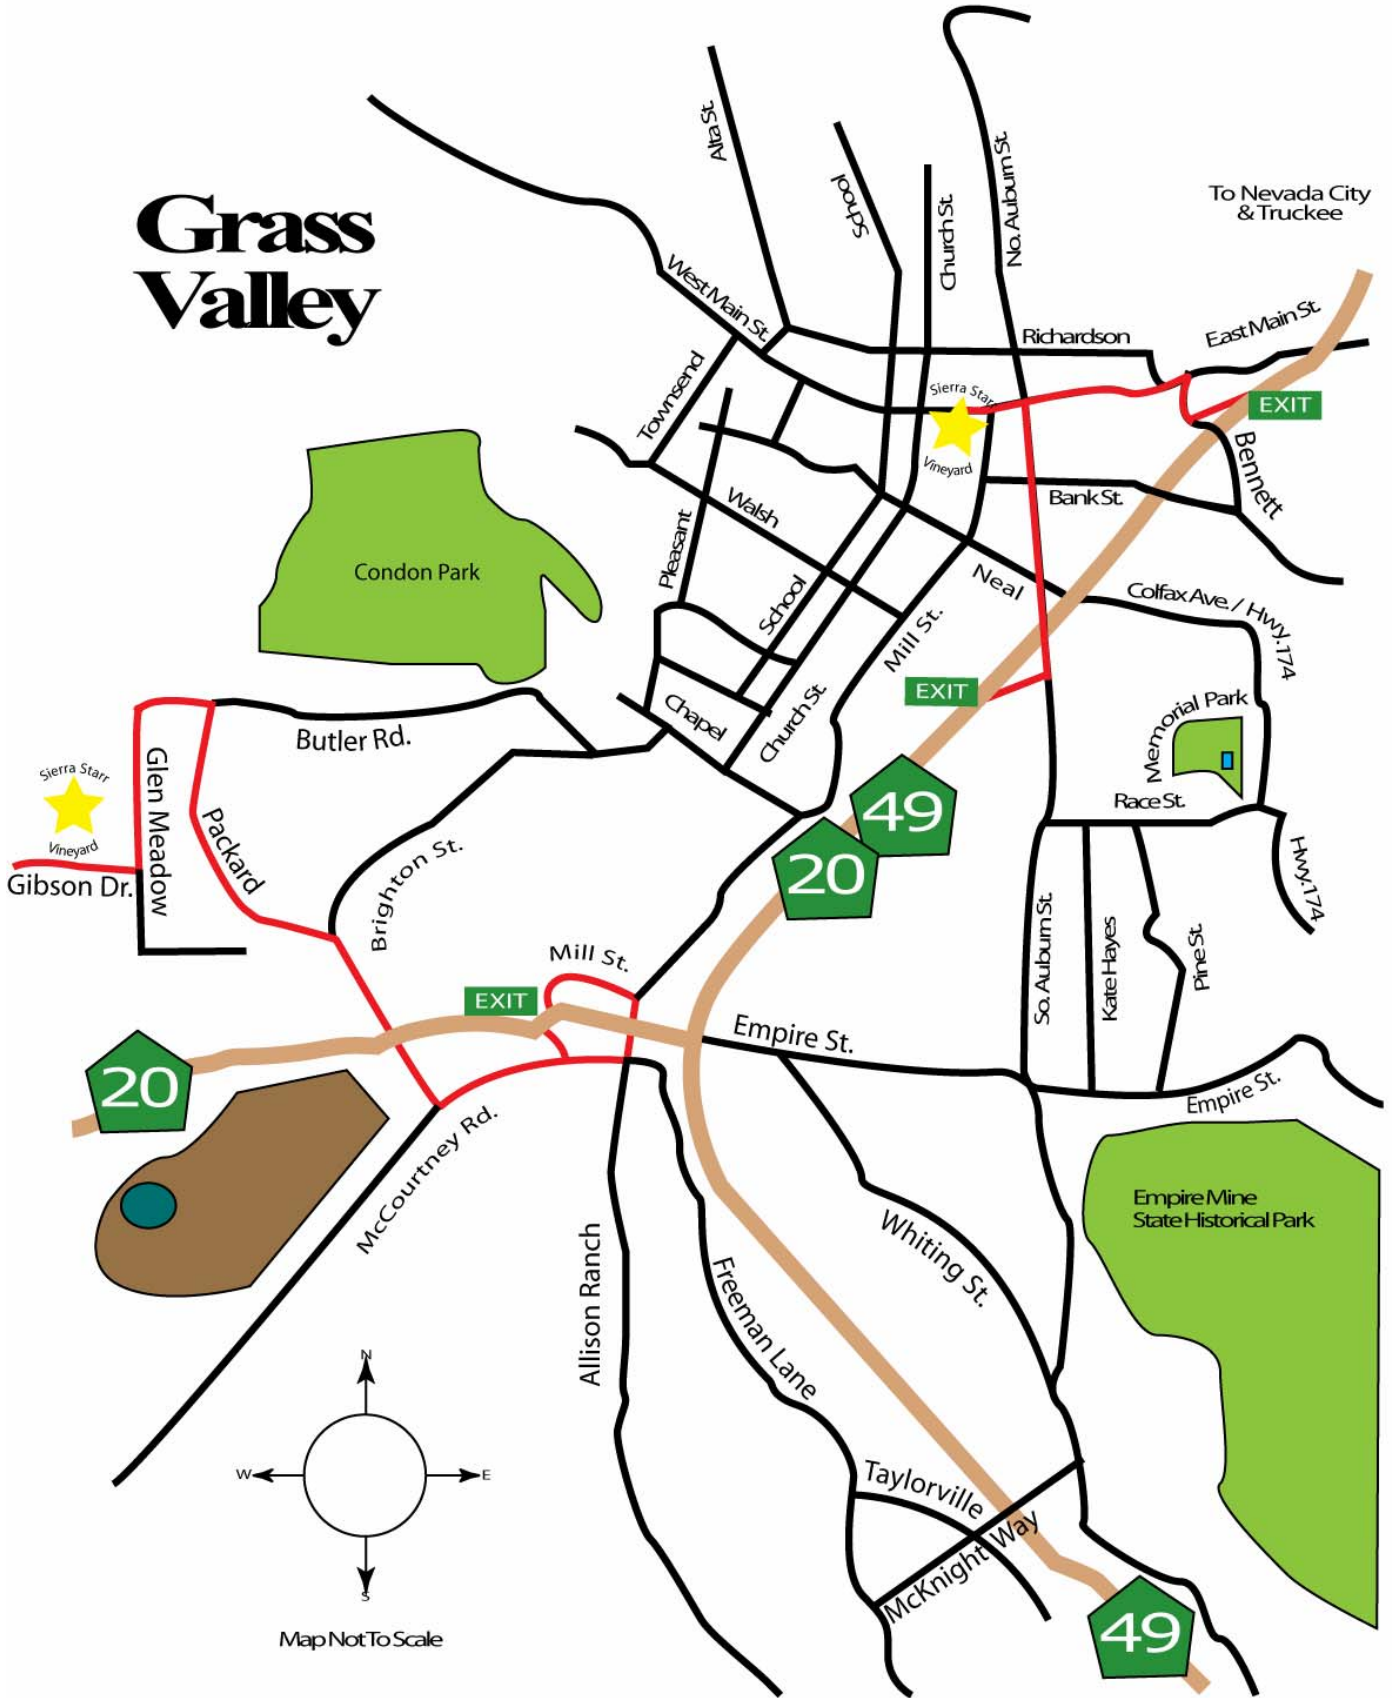 Grass
Valley
To Nevada City
& Truckee
Alta St.
School
Church St.
No. Auburn St.
West Main St.
Richardson
East Main St.
EXIT
Townsend
Sierra Starr
Vineyard
Bennett
Bank St.
Walsh
Pleasant
Condon Park
School
Neal
Colfax Ave. / Hwy. 174
Mill St.
EXIT
Chapel
Church St.
Memorial Park
Race St.
Butler Rd.
Glen Meadow
Sierra Starr
Vineyard
Gibson Dr.
Packard
Brighton St.
49
20
Hwy. 174
So. Auburn St.
Kate Hayes
Pine St.
Mill St.
EXIT
Empire St.
20
Empire St.
McCourtney Rd.
Empire Mine
State Historical Park
Whiting St.
Allison Ranch
Freeman Lane
N
W
E
S
Taylorville
McKnight Way
49
Map Not To Scale